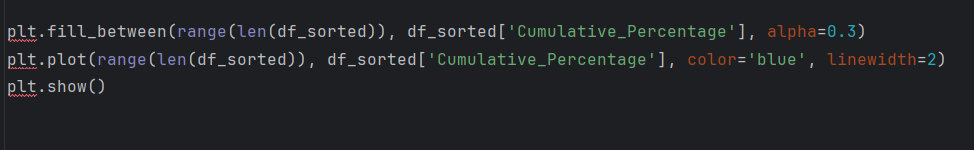 plt.fill_between(range(len(df_sorted)), df_sorted['Cumulative_Percentage'], alpha=0.3)
plt.plot(range(len(df_sorted)), df_sorted['Cumulative_Percentage'], color='blue', linewidth=2)
plt.show()